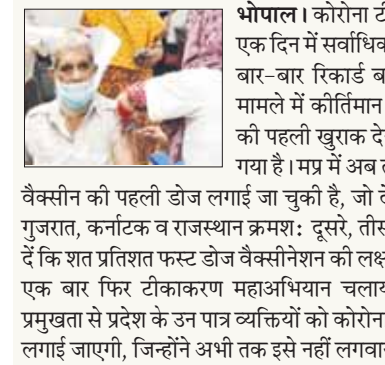 भोपाल। कोरोना टी
एक दिन में सर्वाधिक
बार-बार रिकार्ड ब
मामले में कीर्तिमान
की पहली खुराक दे
गया है। मप्र में अब त
वैक्सीन की पहली डोज लगाई जा चुकी है, जो दे
गुजरात, कर्नाटक व राजस्थान क्रमश: दूसरे, तीस
दें कि शत प्रतिशत फर्स्ट डोज वैक्सीनेशन की लक्ष
एक बार फिर टीकाकरण महाअभियान चलाय
प्रमुखता से प्रदेश के उन पात्र व्यक्तियों को कोरोन
लगाई जाएगी, जिन्होंने अभी तक इसे नहीं लगवा